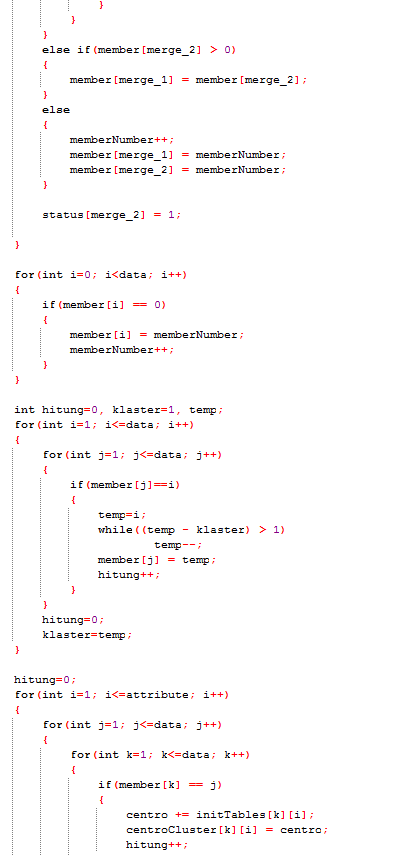 }
}
}
else if(member[merge_2] > 0)
{
member[merge_1] = member[merge_2];
}
else
{
memberNumber++;
member[merge_1] = memberNumber;
member[merge_2] = memberNumber;
}
status[merge_2] = 1;
}
for(int i=0; i<data; i++)
{
if(member[i] == 0)
{
member[i] = memberNumber;
memberNumber++;
}
}
int hitung=0, klaster=1, temp;
for(int i=1; i<=data; i++)
{
for(int j=1; j<=data; j++)
{
if(member[j]==i)
{
temp=i;
while((temp - klaster) > 1)
temp--;
member[j] = temp;
hitung++;
}
}
hitung=0;
klaster=temp;
}
hitung=0;
for(int i=1; i<=attribute; i++)
{
for(int j=1; j<=data; j++)
{
for(int k=1; k<=data; k++)
{
if(member[k] == j)
{
centro += initTables[k][i];
centroCluster[k][i] = centro;
hitung++;